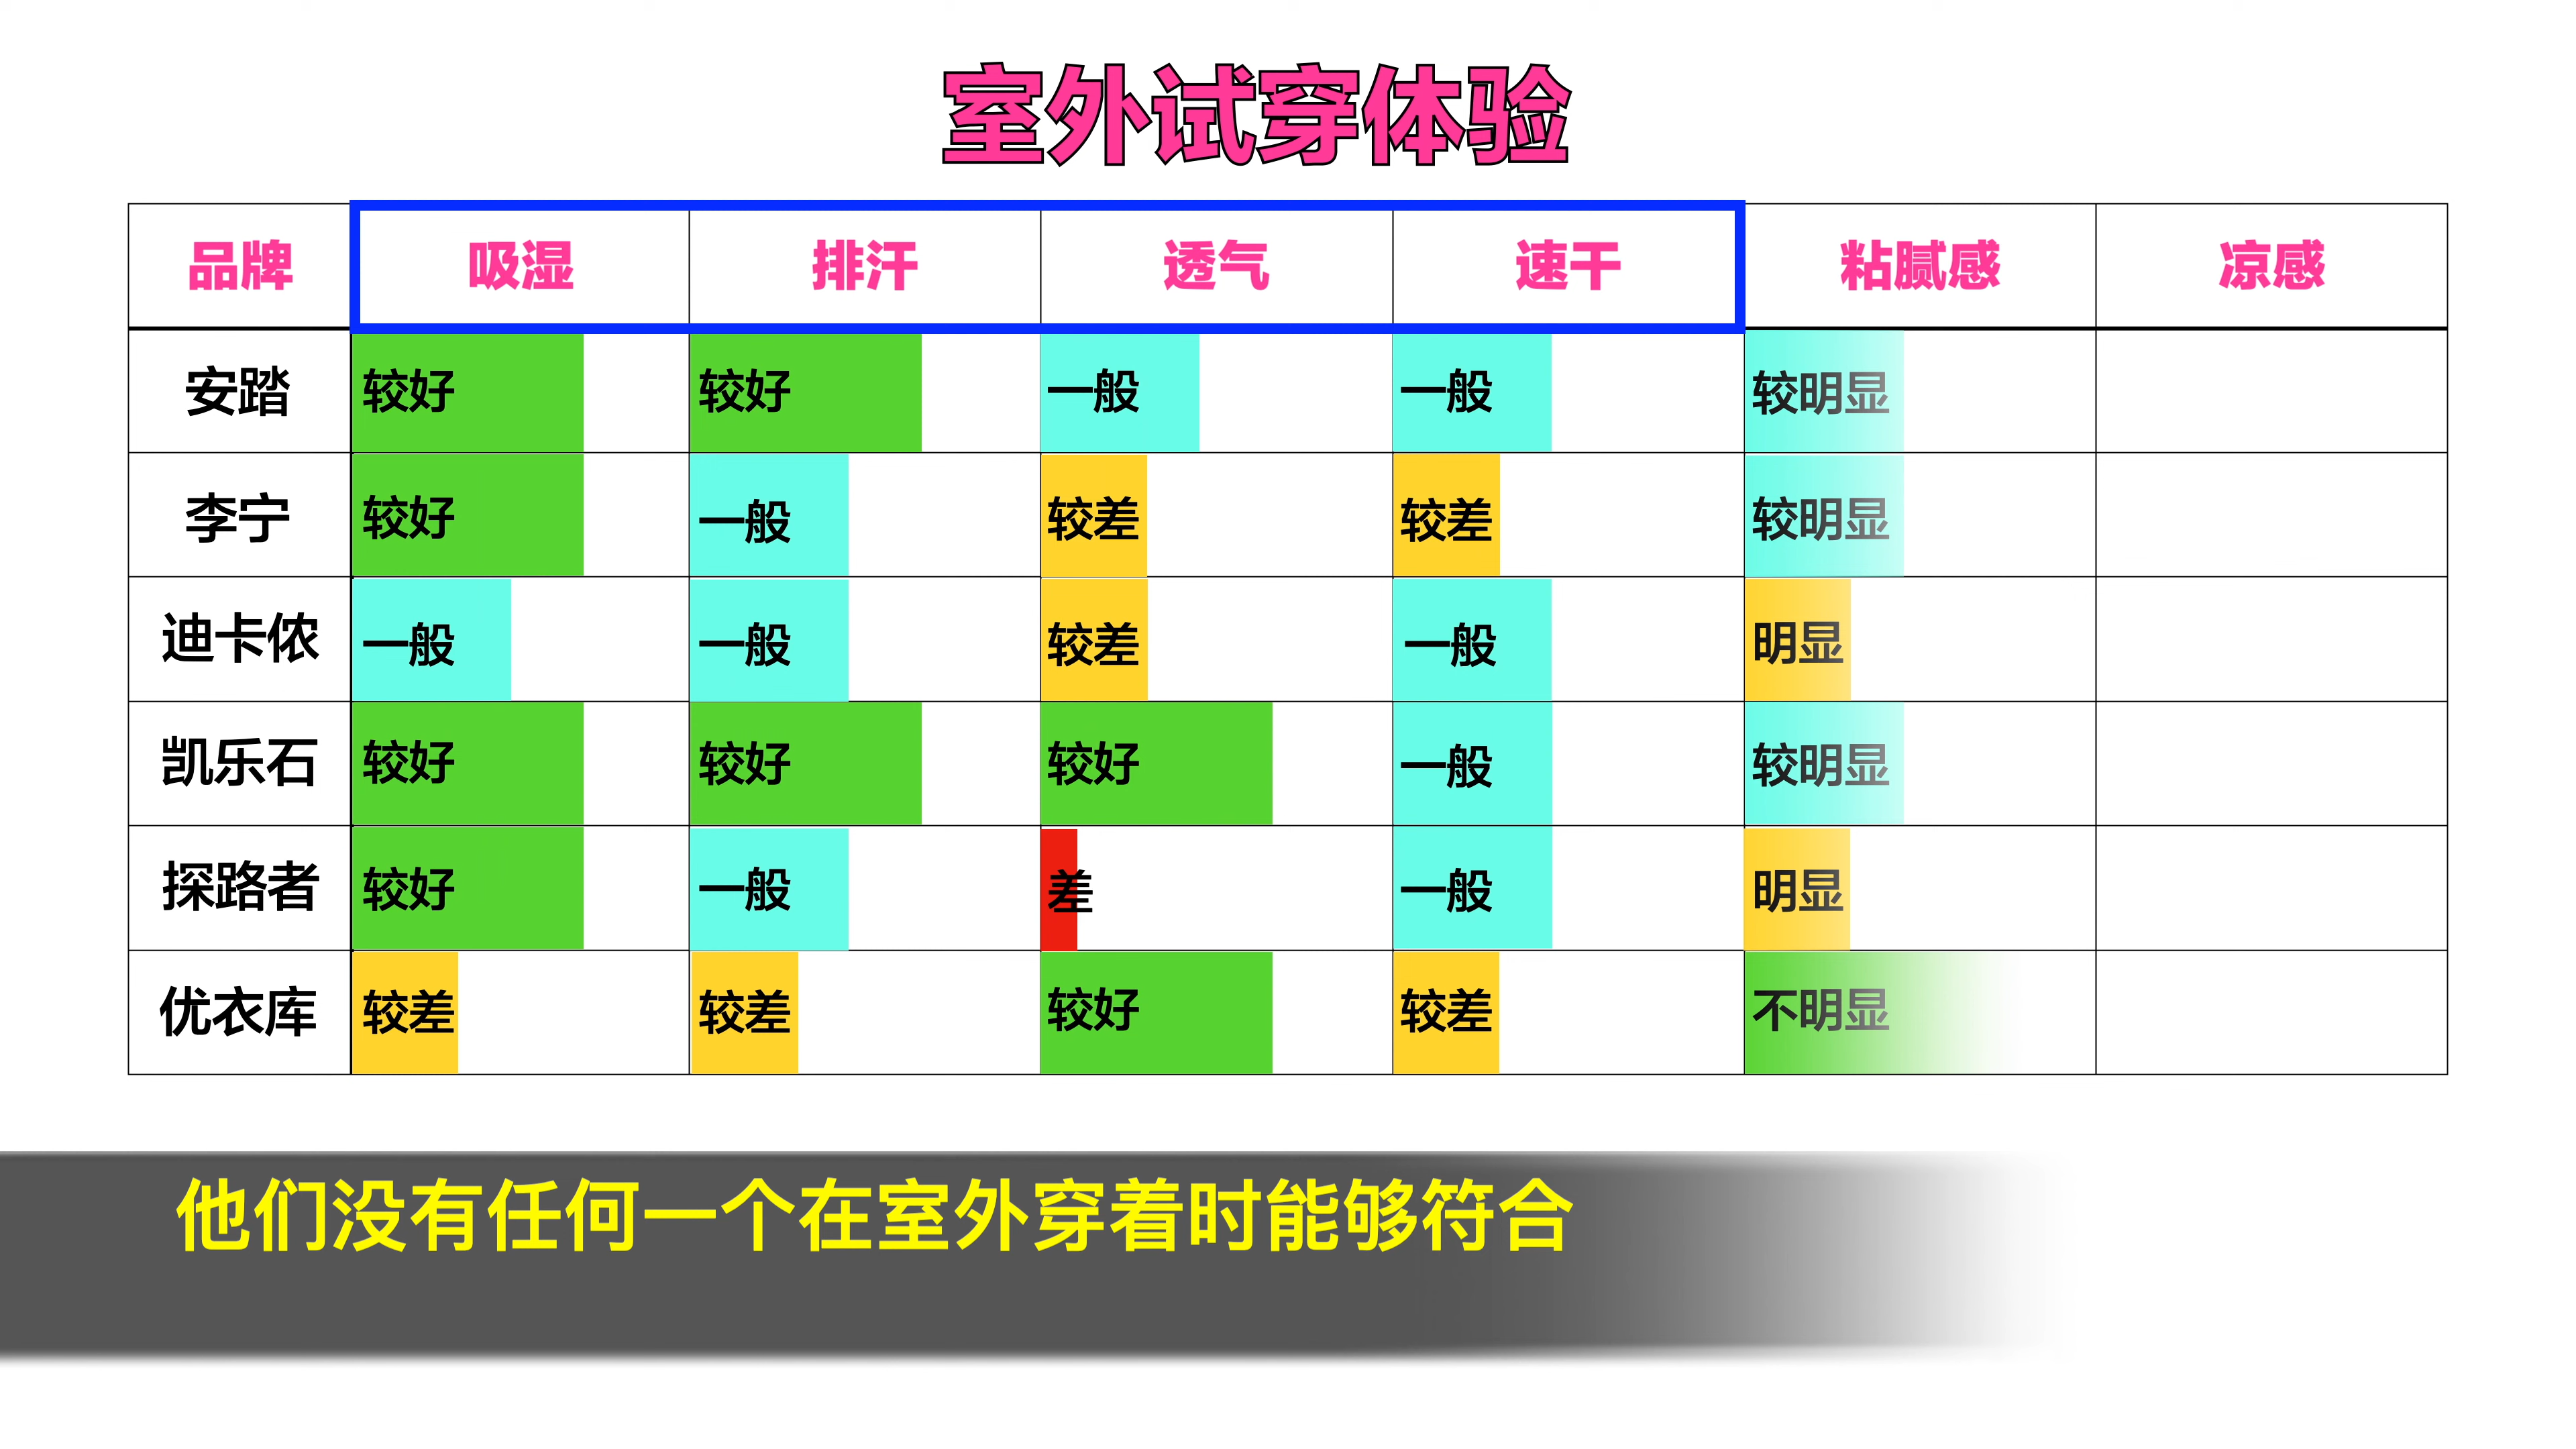 室外试穿体验
品牌 吸湿 排汗 透气 速干 粘腻感 凉感
安踏 较好 较好 一般 一般 较明显
李宁 较好 一般 较差 较差 较明显
迪卡侬 一般 一般 较差 一般 明显
凯乐石 较好 较好 较好 一般 较明显
探路者 较好 一般 差 一般 明显
优衣库 较差 较差 较好 较差 不明显
他们没有任何一个在室外穿着时能够符合